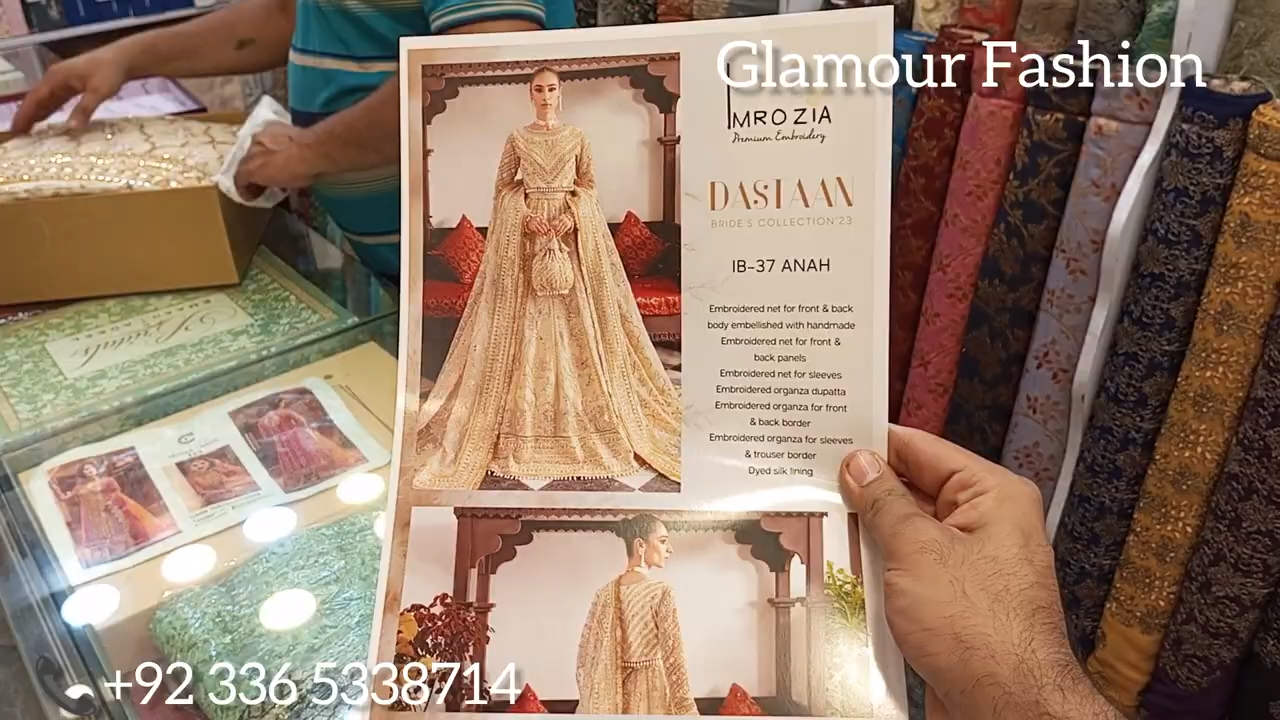 Glamour Fashion
IMROZIA
Premium Embroidery
DASTAAN
BRIDE'S COLLECTION'23
IB-37 ANAH
Embroidered net for front & back
body embellished with handmade
Embroidered net for front &
back panels
Embroidered net for sleeves
Embroidered organza dupatta
Embroidered organza for front
& back border
Embroidered organza for sleeves
& trouser border
Dyed silk lining
+92 336 5338714